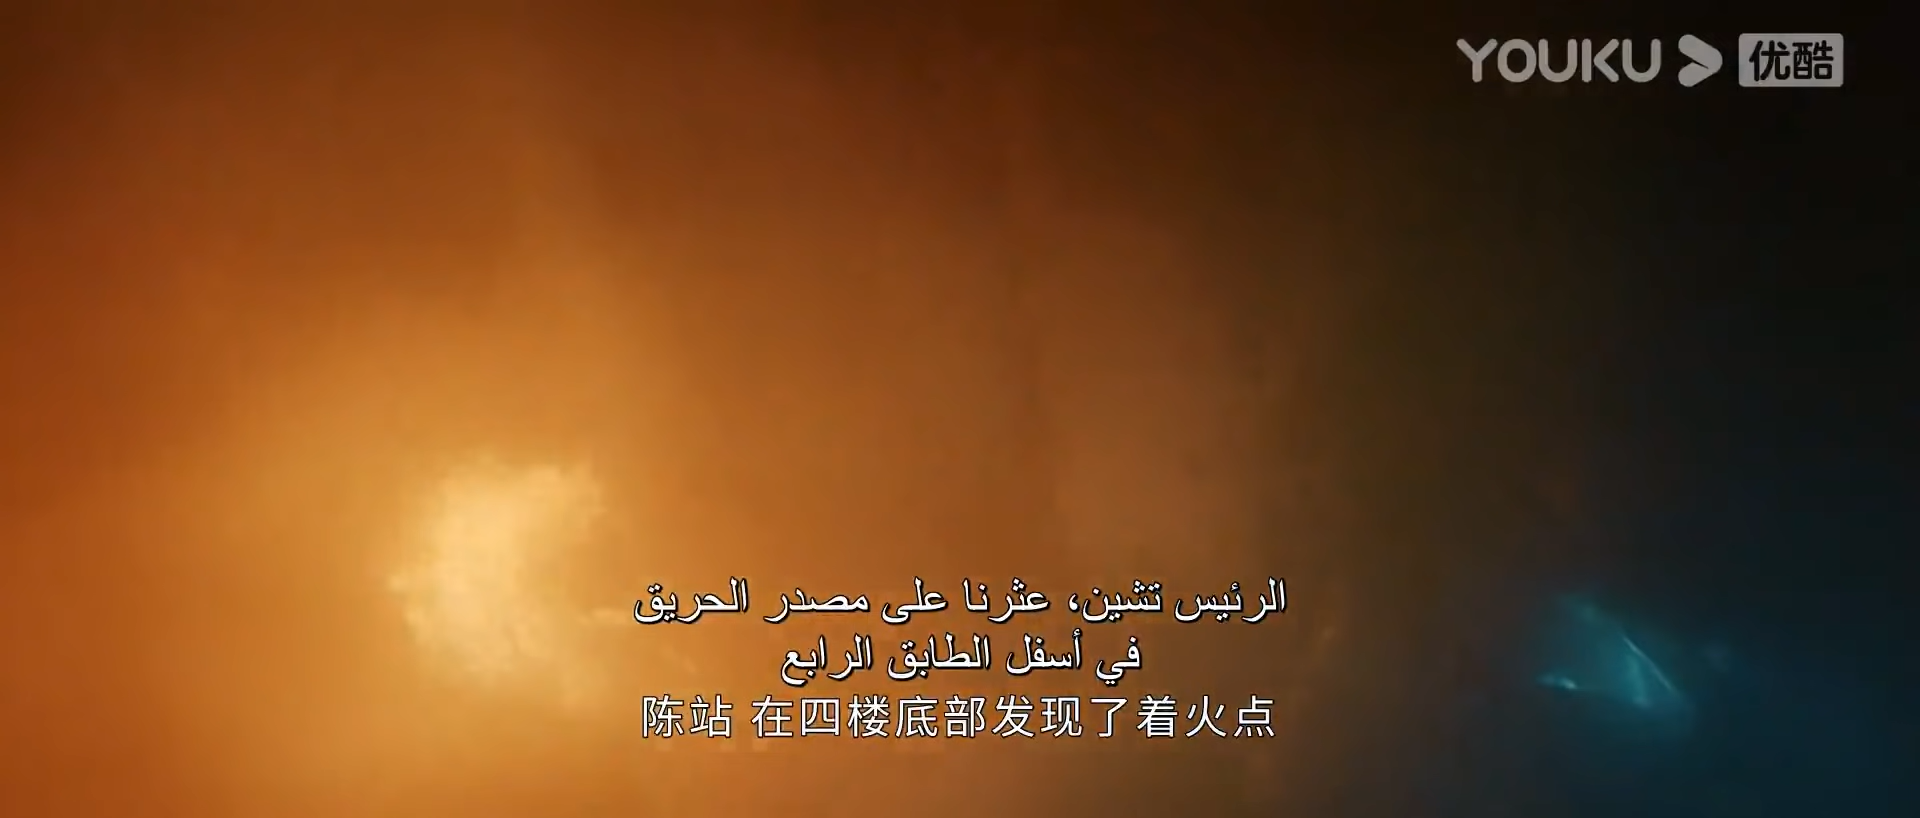 YOUKU 优酷
الرئيس تشين، عثرنا على مصدر الحريق
في أسفل الطابق الرابع
陈站 在四楼底部发现了着火点